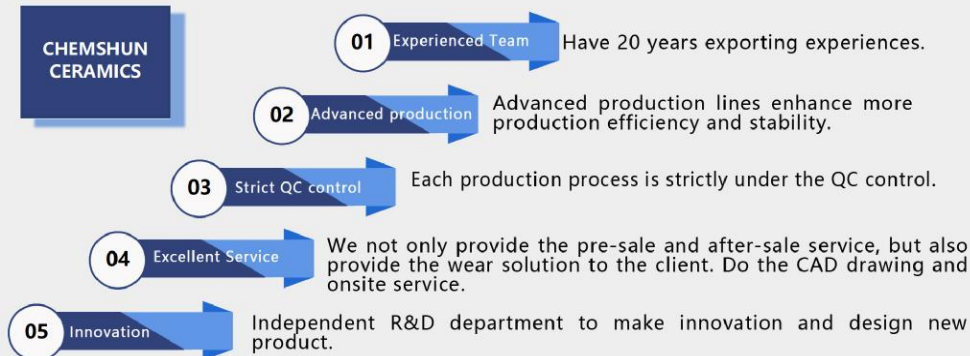 CHEMSHUN
CERAMICS
01 Experienced Team Have 20 years exporting experiences.
02 Advanced production Advanced production lines enhance more
production efficiency and stability.
03 Strict QC control Each production process is strictly under the QC control.
04 Excellent Service We not only provide the pre-sale and after-sale service, but also
provide the wear solution to the client. Do the CAD drawing and
onsite service.
05 Innovation Independent R&D department to make innovation and design new
product.